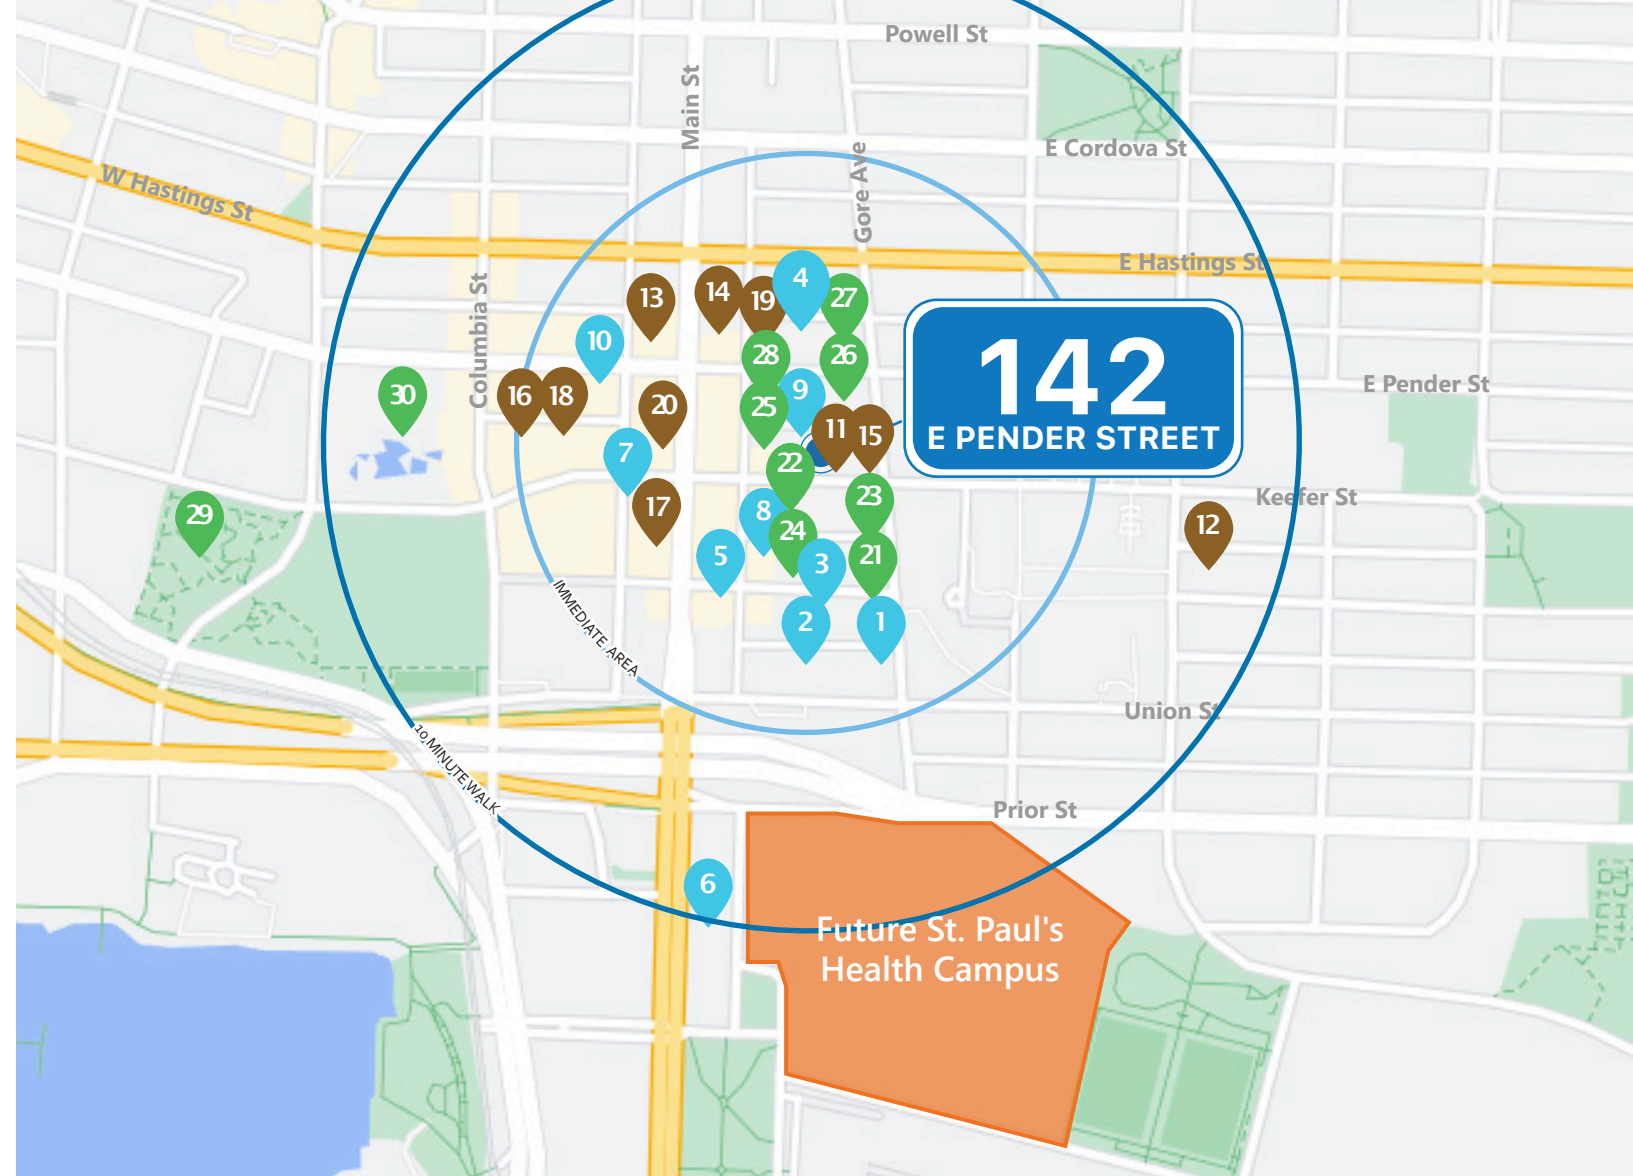 Powell St
Main St
E Cordova St
Gore Ave
W Hastings St
E Hastings St
Columbia St
4
14
13
19
27
10
28
26
142
E PENDER STREET
E Pender St
30
16
18
9
20
25
11
15
7
22
Keefer St
23
29
17
8
12
24
5
3
21
IMMEDIATE AREA
2
1
Union St
10 MINUTE WALK
Prior St
6
Future St. Paul's
Health Campus